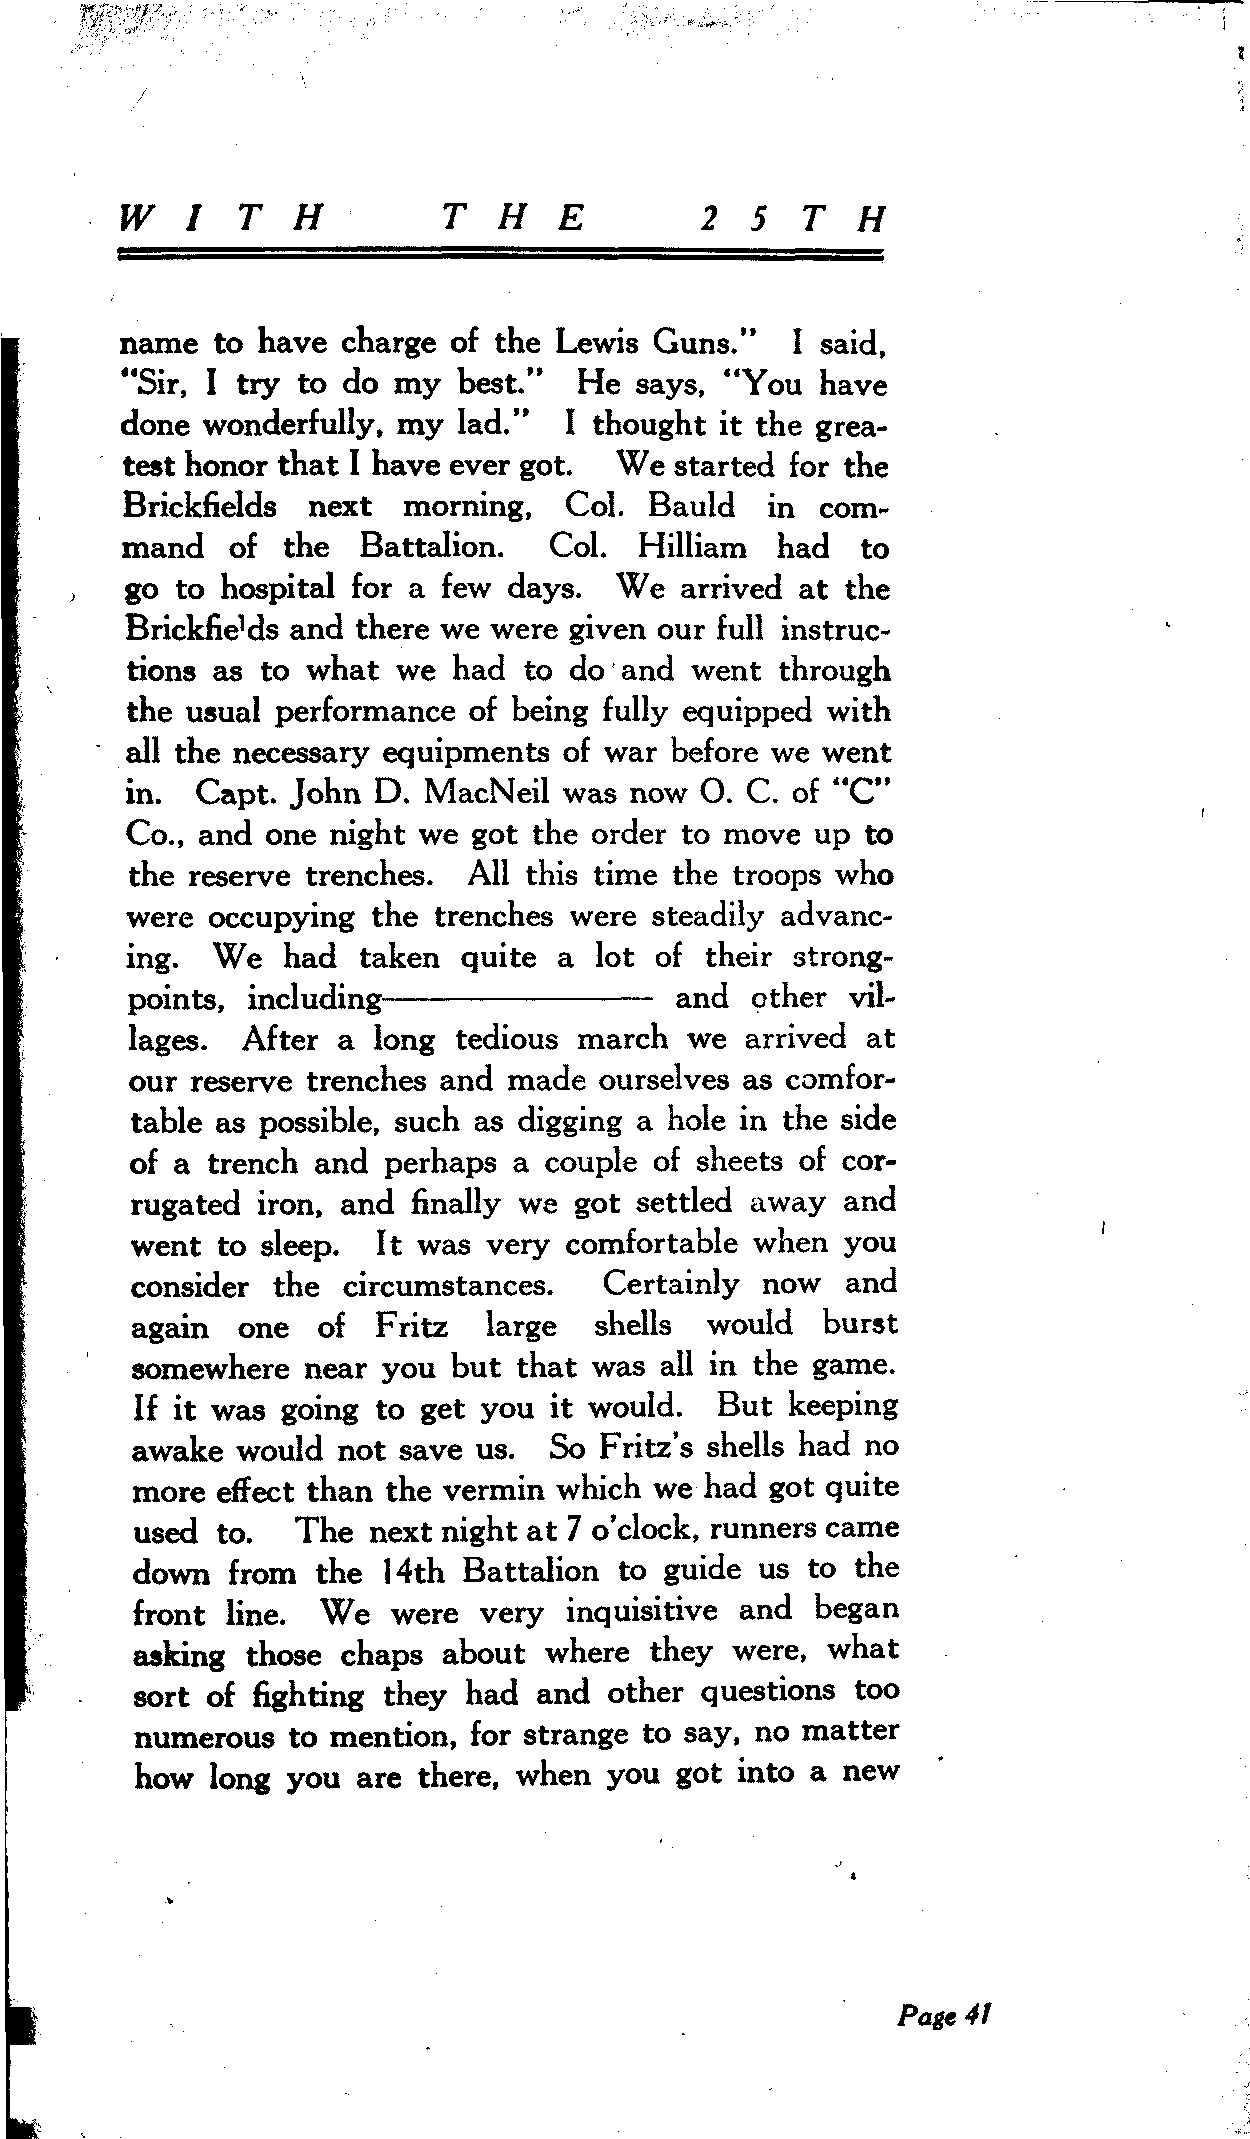 WITH THE 25TH
name to have charge of the Lewis Guns." I said,
"Sir, I try to do my best." He says, "You have
done wonderfully, my lad." I thought it the grea-
test honor that I have ever got. We started for the
Brickfields next morning, Col. Bauld in com-
mand of the Battalion. Col. Hilliam had to
go to hospital for a few days. We arrived at the
Brickfields and there we were given our full instruc-
tions as to what we had to do and went through
the usual performance of being fully equipped with
all the necessary equipments of war before we went
in. Capt. John D. MacNeil was now O. C. of "C"
Co., and one night we got the order to move up to
the reserve trenches. All this time the troops who
were occupying the trenches were steadily advanc-
ing. We had taken quite a lot of their strong-
points, including———————— and other vil-
lages. After a long tedious march we arrived at
our reserve trenches and made ourselves as comfor-
table as possible, such as digging a hole in the side
of a trench and perhaps a couple of sheets of cor-
rugated iron, and finally we got settled away and
went to sleep. It was very comfortable when you
consider the circumstances. Certainly now and
again one of Fritz large shells would burst
somewhere near you but that was all in the game.
If it was going to get you it would. But keeping
awake would not save us. So Fritz's shells had no
more effect than the vermin which we had got quite
used to. The next night at 7 o'clock, runners came
down from the 14th Battalion to guide us to the
front line. We were very inquisitive and began
asking those chaps about where they were, what
sort of fighting they had and other questions too
numerous to mention, for strange to say, no matter
how long you are there, when you got into a new
Page 41